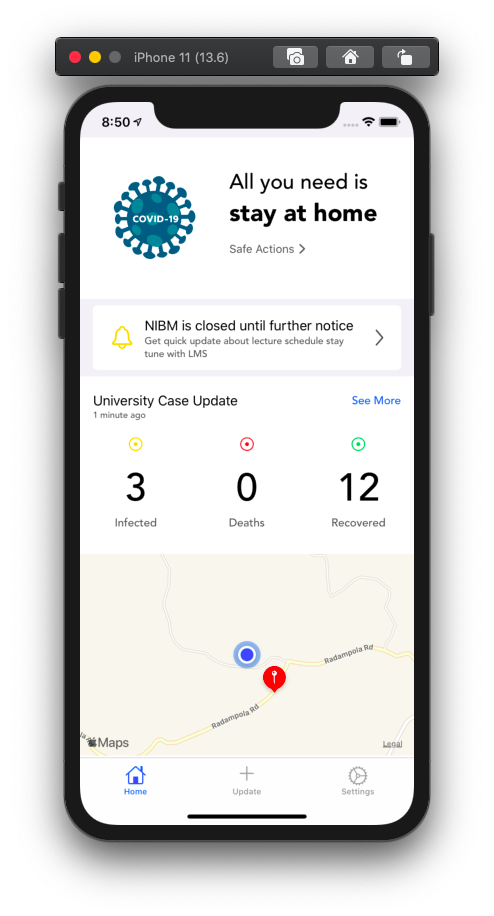 iPhone 11 (13.6)
8:50
COVID-19
All you need is
stay at home
Safe Actions
NIBM is closed until further notice
Get quick update about lecture schedule stay
tune with LMS
University Case Update
See More
1 minute ago
3
0
12
Infected
Deaths
Recovered
Radampola Rd
Radampola Rd
Maps
Legal
Home
Update
Settings